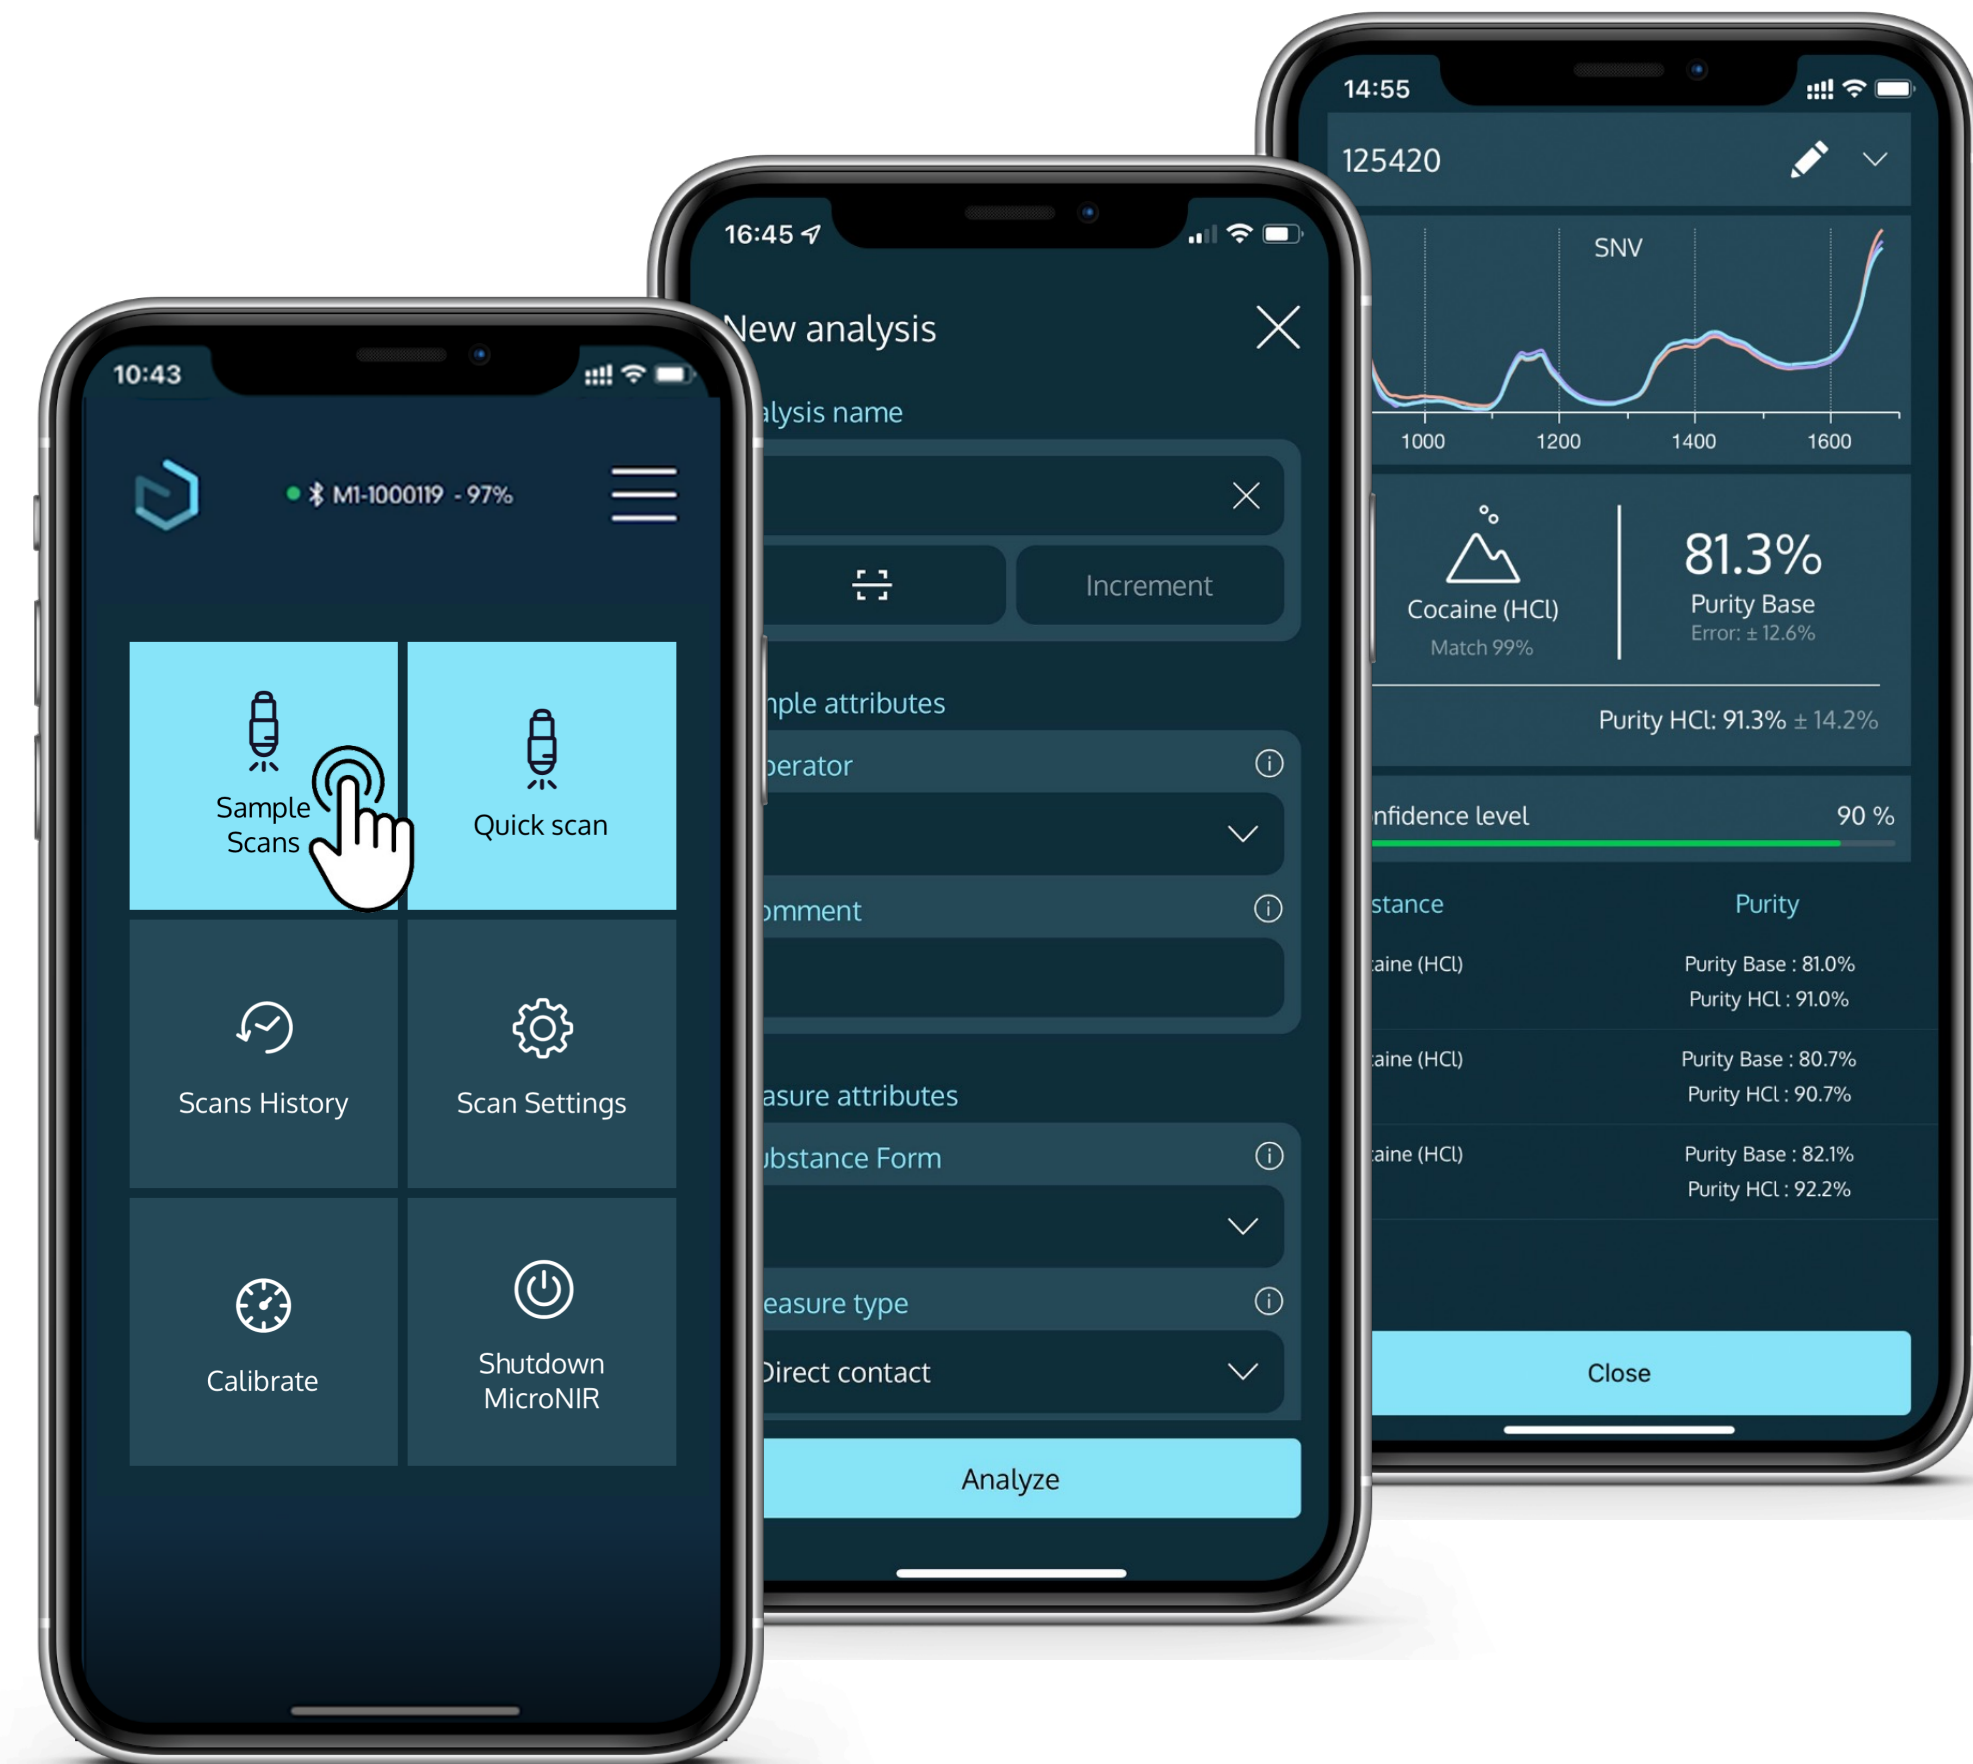 10:43
M1-1000119 - 97%
Sample
Scans
Quick scan
Scans History
Scan Settings
Calibrate
Shutdown
MicroNIR
16:45
New analysis
alysis name
Increment
nple attributes
perator
omment
asure attributes
ubstance Form
easure type
Direct contact
Analyze
14:55
125420
SNV
1000 1200 1400 1600
Cocaine (HCl)
Match 99%
81.3%
Purity Base
Error: ± 12.6%
Purity HCl: 91.3% ± 14.2%
nfidence level 90 %
stance Purity
caine (HCl) Purity Base : 81.0%
Purity HCl : 91.0%
caine (HCl) Purity Base : 80.7%
Purity HCl : 90.7%
caine (HCl) Purity Base : 82.1%
Purity HCl : 92.2%
Close